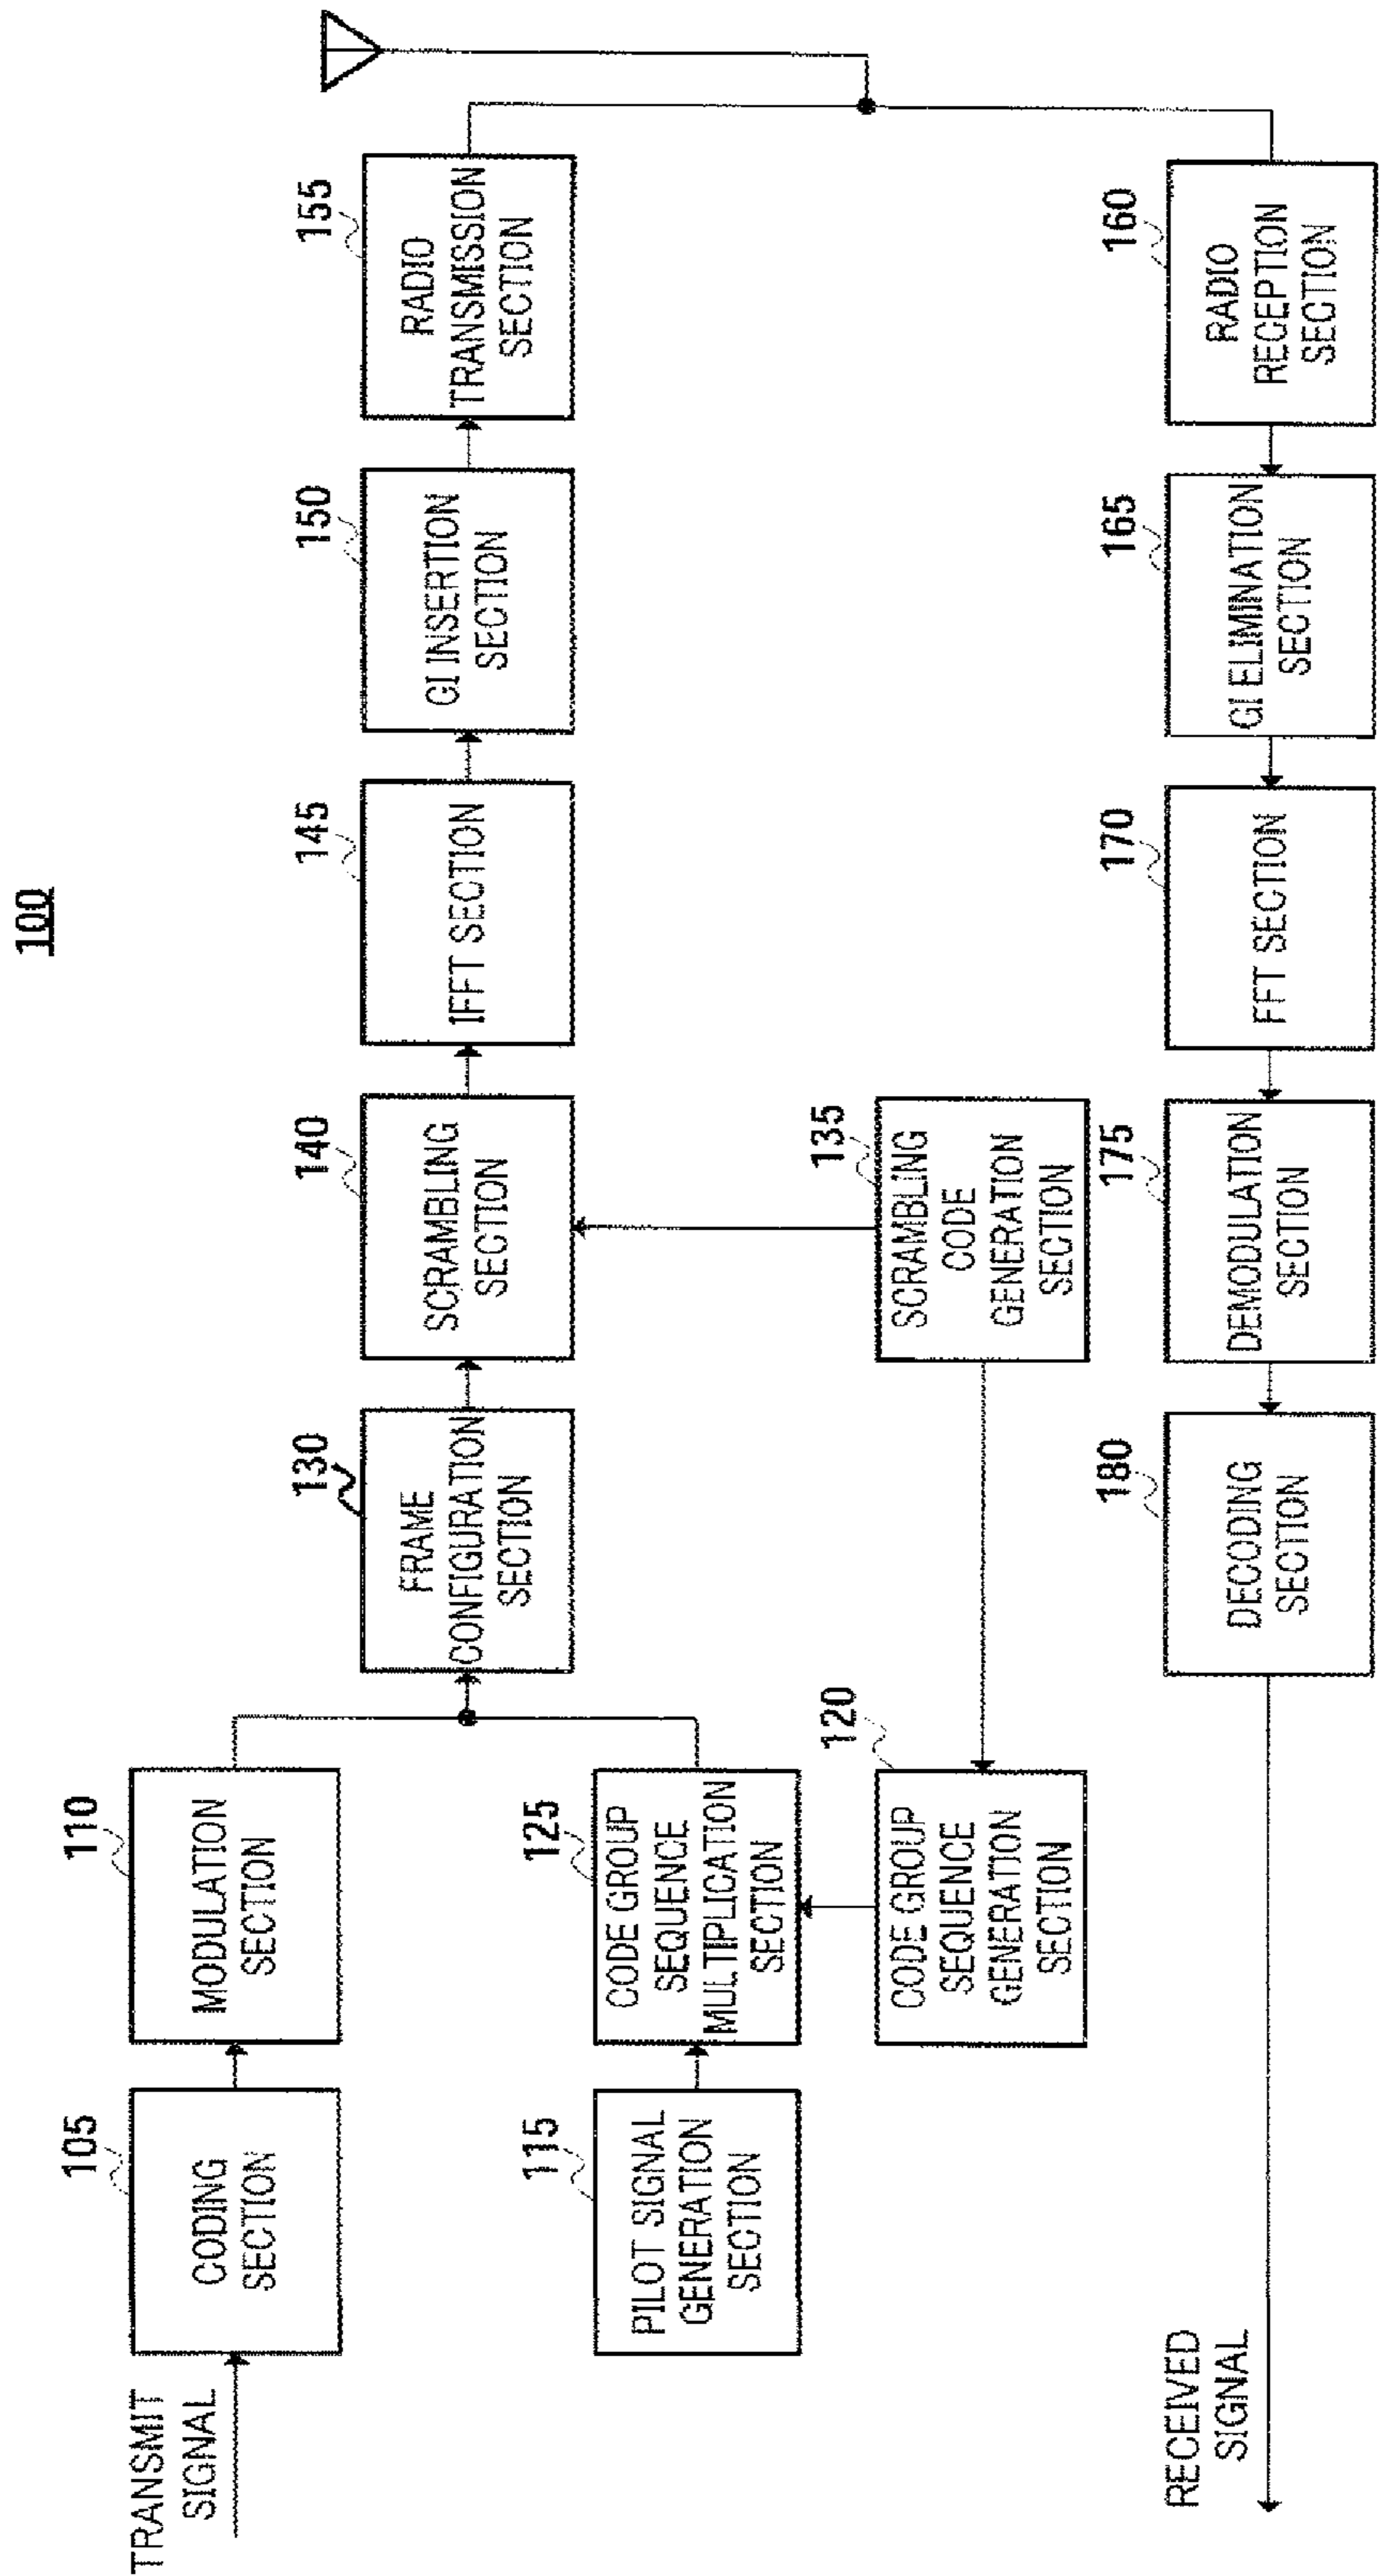 100
TRANSMIT
SIGNAL
105
CODING
SECTION
110
MODULATION
SECTION
115
PILOT SIGNAL
GENERATION
SECTION
125
CODE GROUP
SEQUENCE
MULTIPLICATION
SECTION
120
CODE GROUP
SEQUENCE
GENERATION
SECTION
130
FRAME
CONFIGURATION
SECTION
140
SCRAMBLING
SECTION
135
SCRAMBLING
CODE
GENERATION
SECTION
145
IFFT SECTION
150
GI INSERTION
SECTION
155
RADIO
TRANSMISSION
SECTION
160
RADIO
RECEPTION
SECTION
165
GI ELIMINATION
SECTION
170
FFT SECTION
175
DEMODULATION
SECTION
180
DECODING
SECTION
RECEIVED
SIGNAL